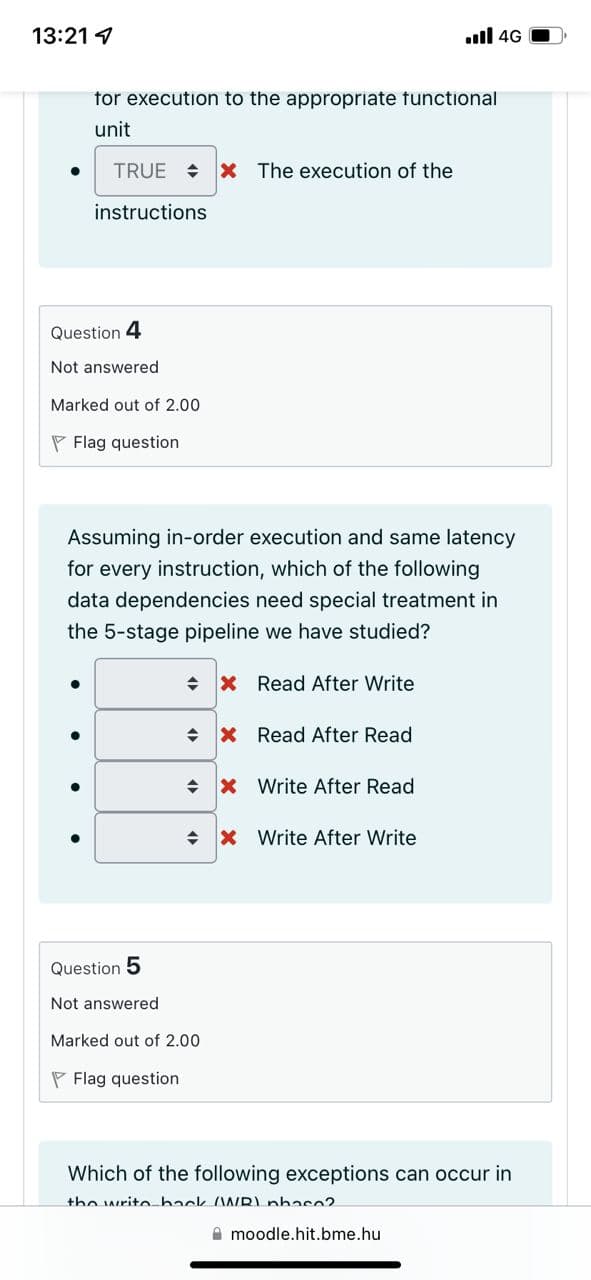 13:21
4G
for execution to the appropriate functional
unit
TRUE The execution of the
instructions
Question 4
Not answered
Marked out of 2.00
Flag question
Assuming in-order execution and same latency
for every instruction, which of the following
data dependencies need special treatment in
the 5-stage pipeline we have studied?
Read After Write
Read After Read
Write After Read
Write After Write
Question 5
Not answered
Marked out of 2.00
Flag question
Which of the following exceptions can occur in
the write-back (WB) phase?
moodle.hit.bme.hu